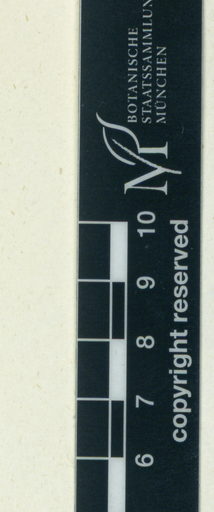 BOTANISCHE
STAATSSAMMLUN
MÜNCHEN
M
10
9
8
7
6
copyright reserved